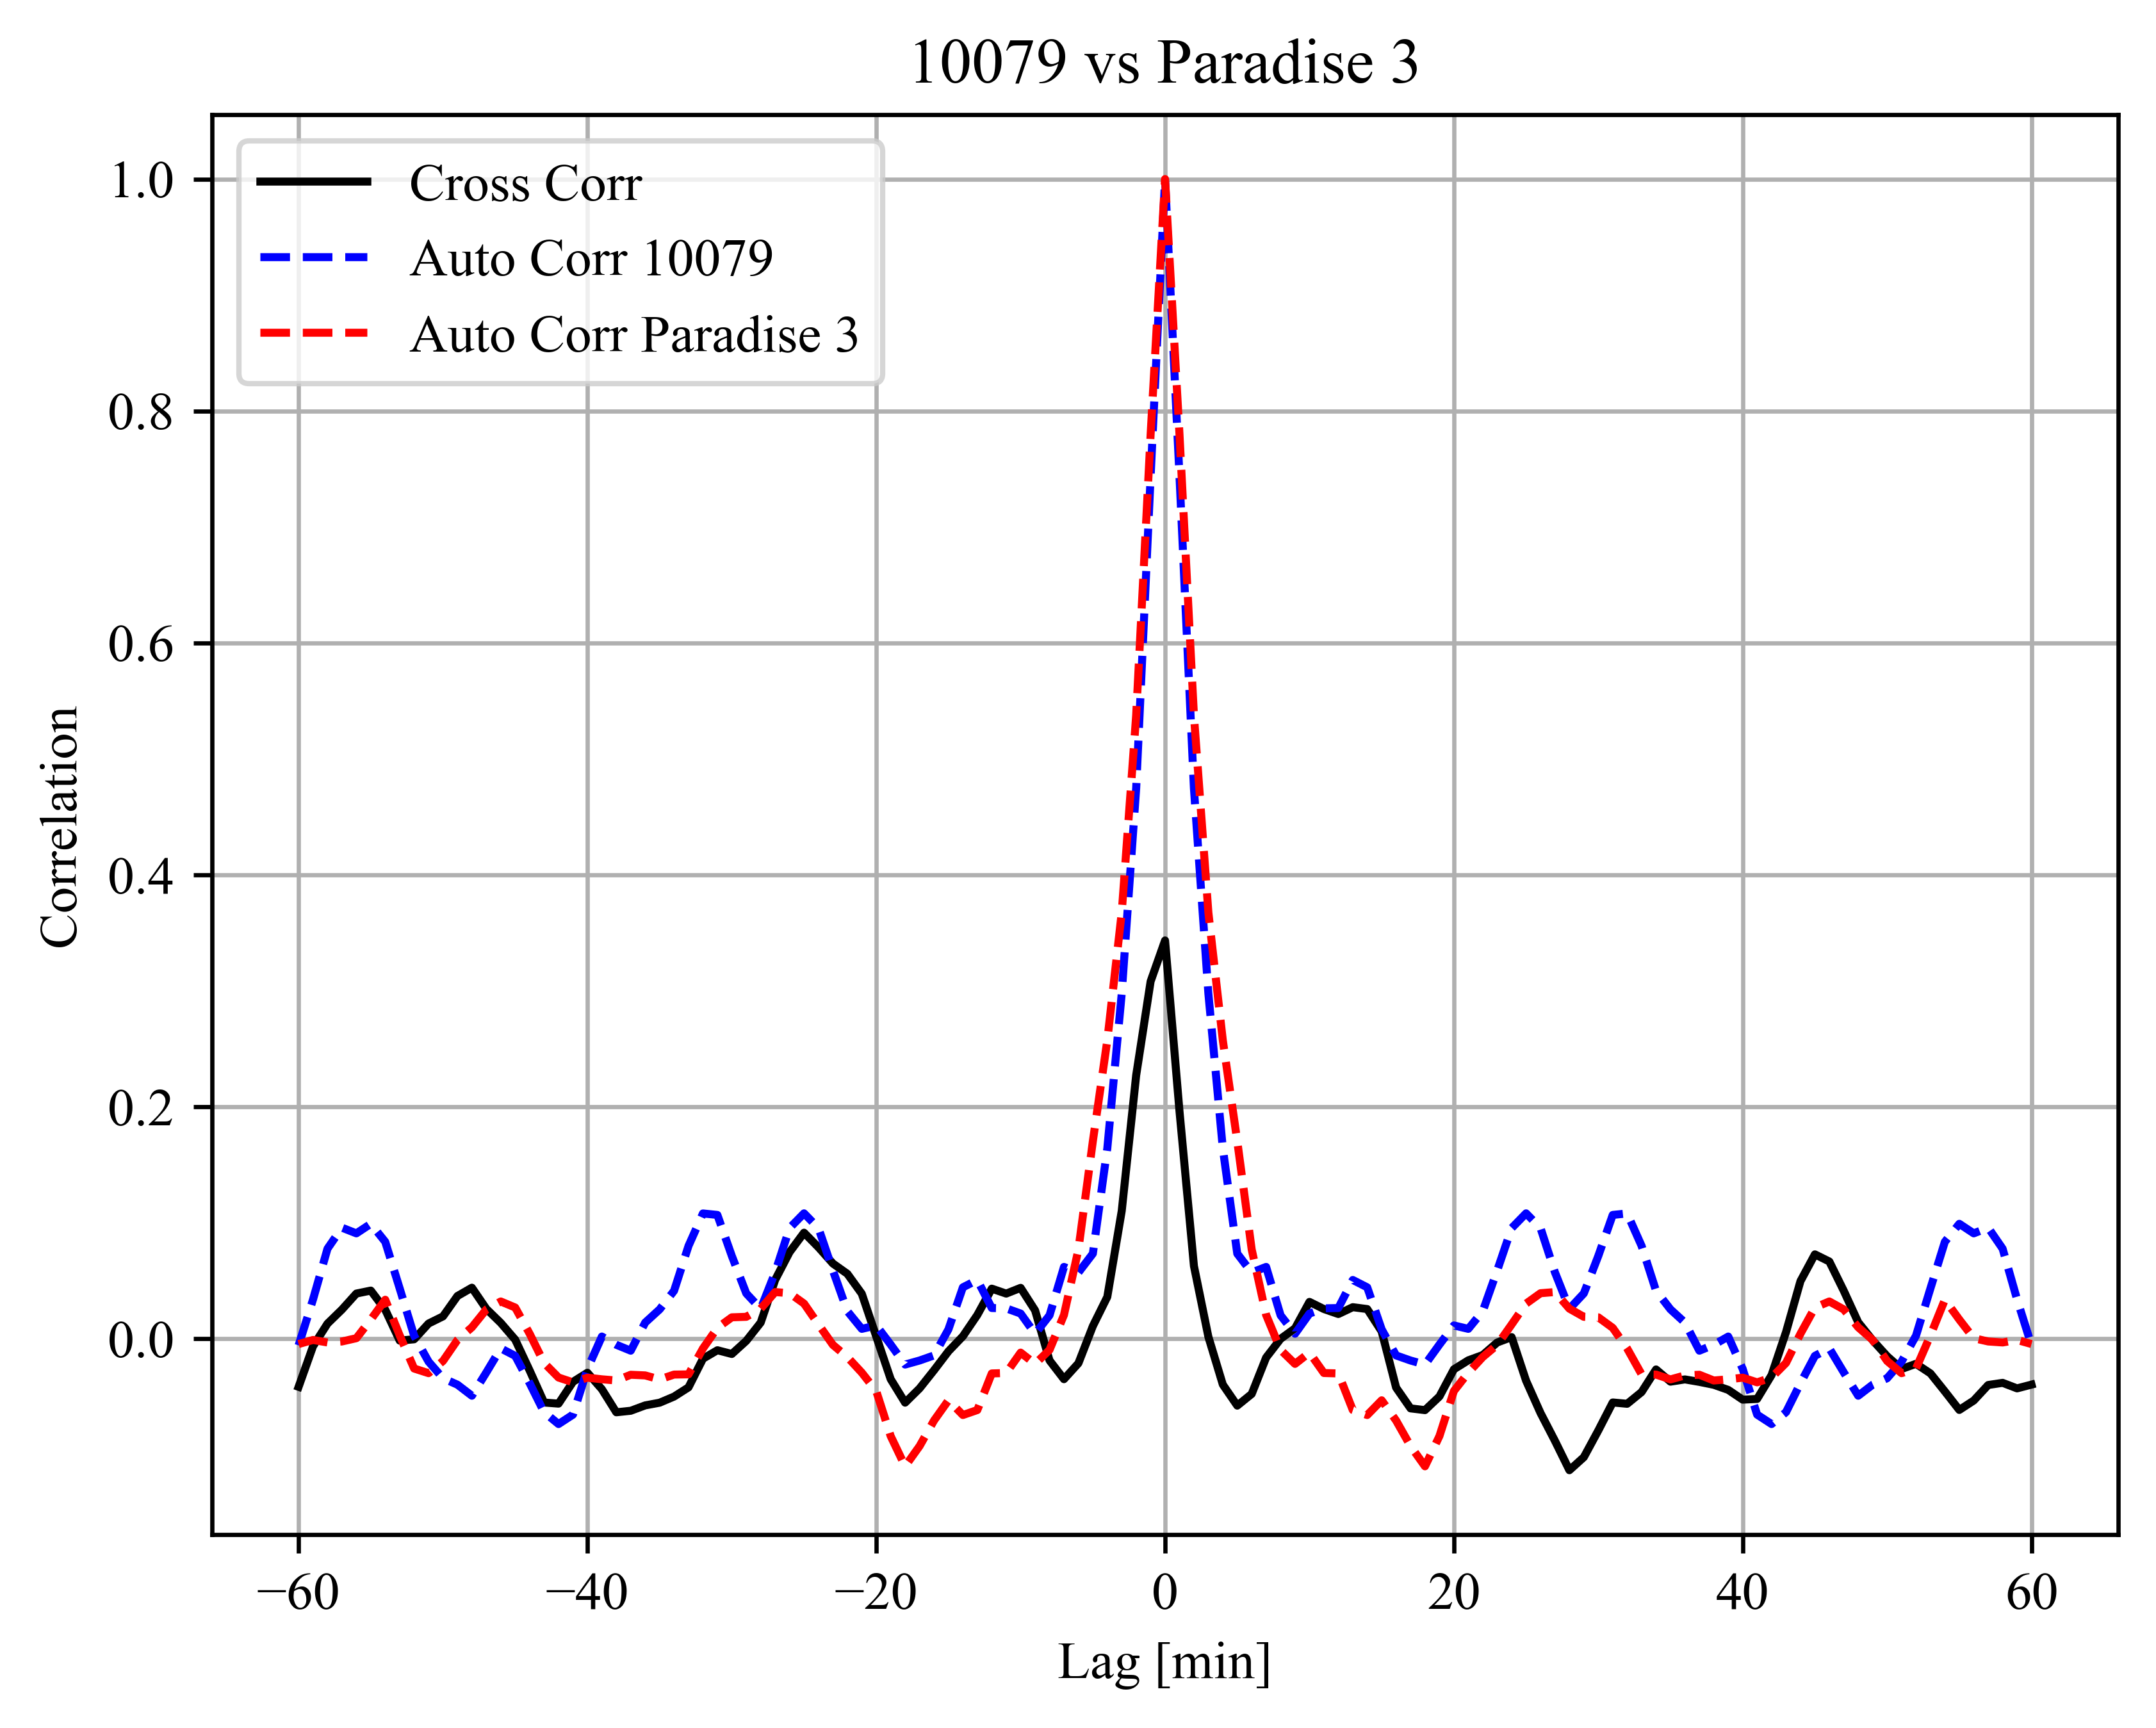 10079 vs Paradise 3
Cross Corr
Auto Corr 10079
Auto Corr Paradise 3
1.0
0.8
0.6
0.4
0.2
0.0
Correlation
−60
−40
−20
0
20
40
60
Lag [min]